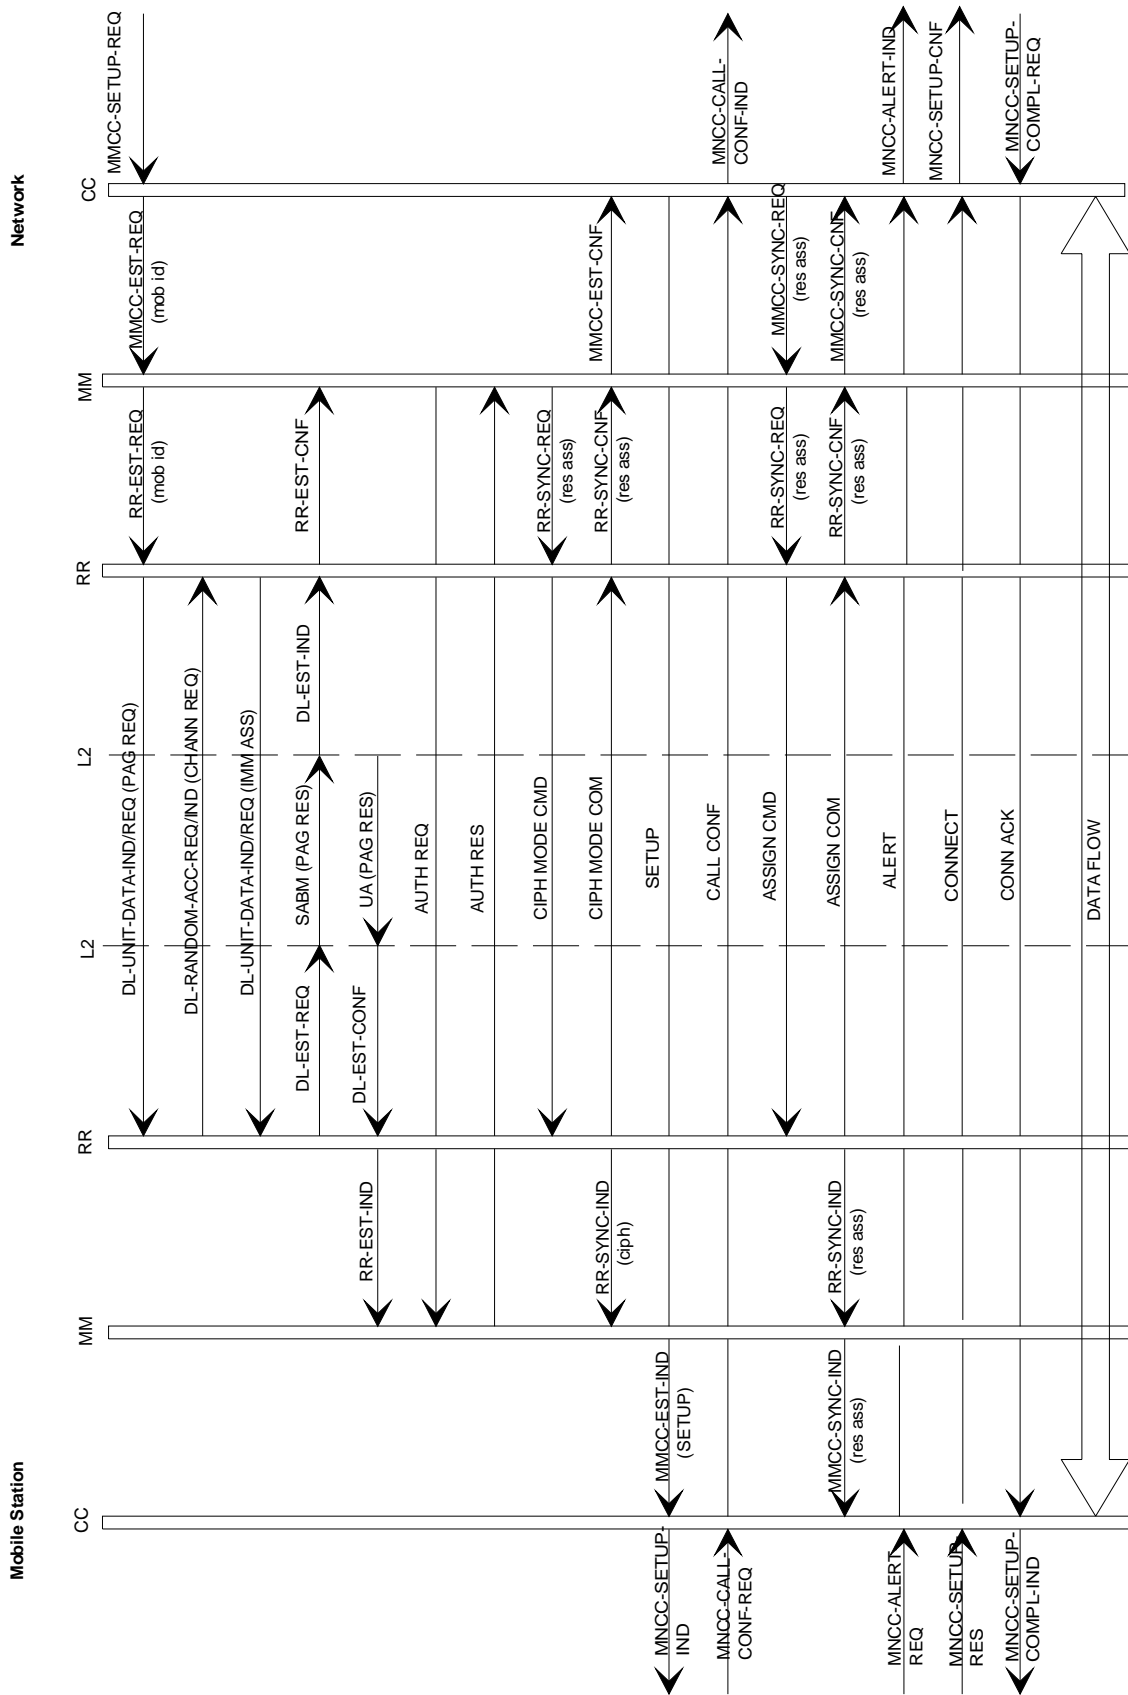 Mobile Station
Network
CC
MM
RR
L2
L2
RR
MM
CC
MMCC-SETUP-REQ
MMCC-EST-REQ
(mob id)
RR-EST-REQ
(mob id)
DL-UNIT-DATA-IND/REQ (PAG REQ)
DL-RANDOM-ACC-REQ/IND (CHANN REQ)
DL-UNIT-DATA-IND/REQ (IMM ASS)
DL-EST-REQ
SABM (PAG RES)
DL-EST-IND
RR-EST-CNF
RR-EST-IND
DL-EST-CONF
UA (PAG RES)
AUTH REQ
AUTH RES
CIPH MODE CMD
RR-SYNC-REQ
(res ass)
RR-SYNC-IND
(ciph)
CIPH MODE COM
RR-SYNC-CNF
(res ass)
MMCC-EST-CNF
MNCC-SETUP-
IND
MMCC-EST-IND
(SETUP)
SETUP
MNCC-CALL-
CONF-REQ
CALL CONF
MNCC-CALL-
CONF-IND
ASSIGN CMD
RR-SYNC-REQ
(res ass)
MMCC-SYNC-REQ
(res ass)
MMCC-SYNC-IND
(res ass)
RR-SYNC-IND
(res ass)
ASSIGN COM
RR-SYNC-CNF
(res ass)
MMCC-SYNC-CNF
(res ass)
MNCC-ALERT-
REQ
ALERT
MNCC-ALERT-IND
MNCC-SETUP-
RES
CONNECT
MNCC-SETUP-CNF
MNCC-SETUP-
COMPL-IND
CONN ACK
MNCC-SETUP-
COMPL-REQ
DATA FLOW